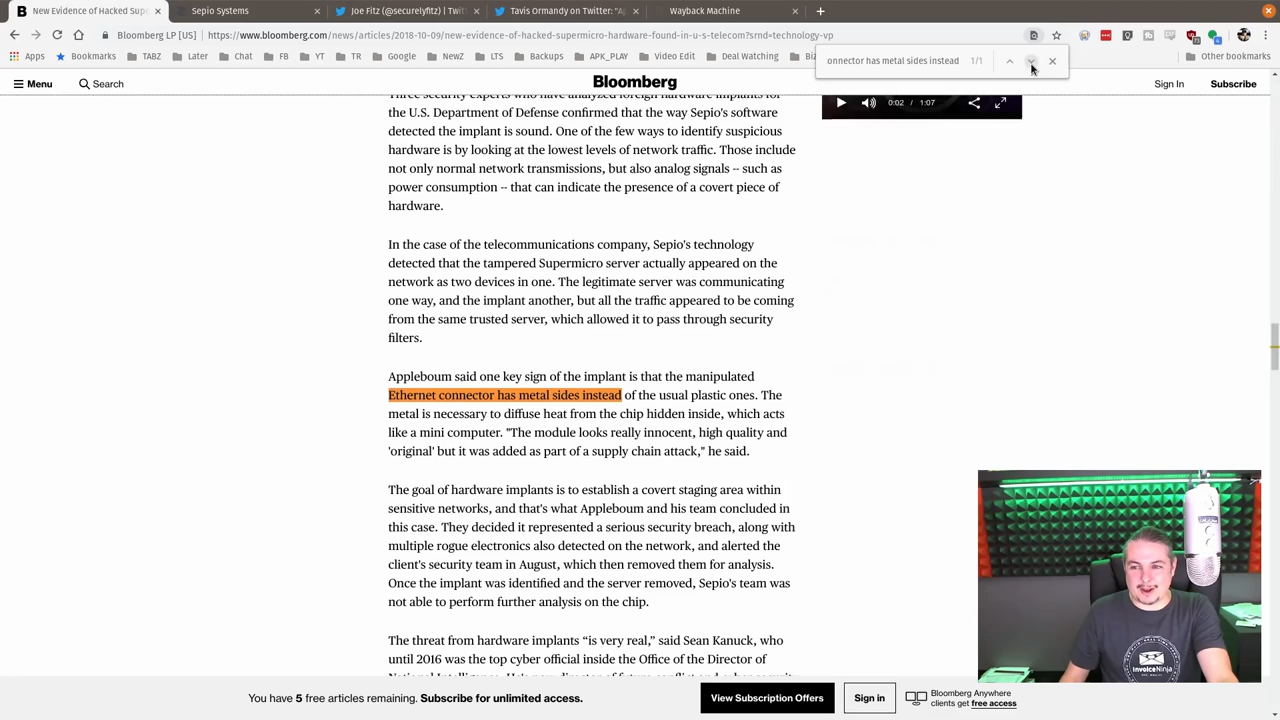 New Evidence of Hacked Supe
Sepio Systems
Joe Fitz (@securelyfitz) | Twit
Tavis Ormandy on Twitter: "Ap
Wayback Machine
Bloomberg LP [US]
https://www.bloomberg.com/news/articles/2018-10-09/new-evidence-of-hacked-supermicro-hardware-found-in-u-s-telecom?srnd=technology-vp
Apps
Bookmarks
TABZ
Later
Chat
FB
YT
TR
Google
NewZ
LTS
Backups
APK_PLAY
Video Edit
Deal Watching
Other bookmarks
onnector has metal sides instead
1/1
Menu
Search
Bloomberg
Sign In
Subscribe
0:02 / 1:07
Three security experts who have analyzed foreign hardware implants for
the U.S. Department of Defense confirmed that the way Sepio's software
detected the implant is sound. One of the few ways to identify suspicious
hardware is by looking at the lowest levels of network traffic. Those include
not only normal network transmissions, but also analog signals -- such as
power consumption -- that can indicate the presence of a covert piece of
hardware.
In the case of the telecommunications company, Sepio's technology
detected that the tampered Supermicro server actually appeared on the
network as two devices in one. The legitimate server was communicating
one way, and the implant another, but all the traffic appeared to be coming
from the same trusted server, which allowed it to pass through security
filters.
Appleboum said one key sign of the implant is that the manipulated
Ethernet connector has metal sides instead of the usual plastic ones. The
metal is necessary to diffuse heat from the chip hidden inside, which acts
like a mini computer. "The module looks really innocent, high quality and
'original' but it was added as part of a supply chain attack," he said.
The goal of hardware implants is to establish a covert staging area within
sensitive networks, and that's what Appleboum and his team concluded in
this case. They decided it represented a serious security breach, along with
multiple rogue electronics also detected on the network, and alerted the
client's security team in August, which then removed them for analysis.
Once the implant was identified and the server removed, Sepio's team was
not able to perform further analysis on the chip.
The threat from hardware implants “is very real,” said Sean Kanuck, who
until 2016 was the top cyber official inside the Office of the Director of
InvoiceNinja
You have 5 free articles remaining. Subscribe for unlimited access.
View Subscription Offers
Sign in
Bloomberg Anywhere
clients get free access